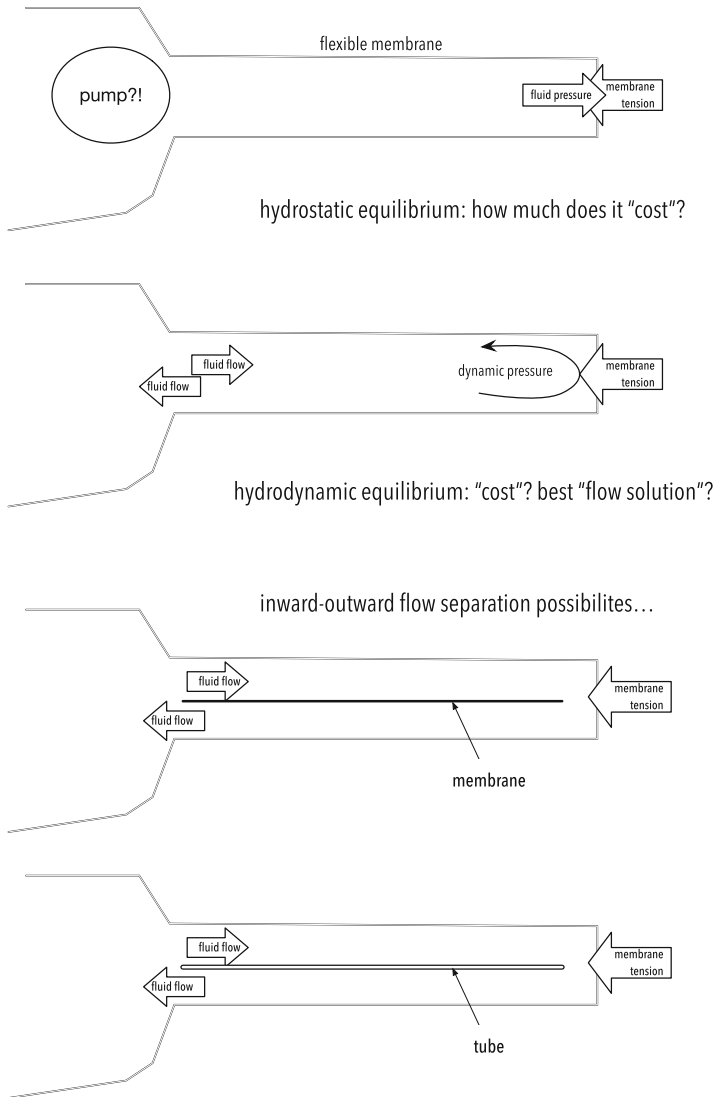 flexible membrane
pump?!
fluid pressure
membrane
tension
hydrostatic equilibrium: how much does it “cost”?
fluid flow
fluid flow
dynamic pressure
membrane
tension
hydrodynamic equilibrium: “cost”? best “flow solution”?
inward-outward flow separation possibilites…
fluid flow
fluid flow
membrane
tension
membrane
fluid flow
fluid flow
membrane
tension
tube